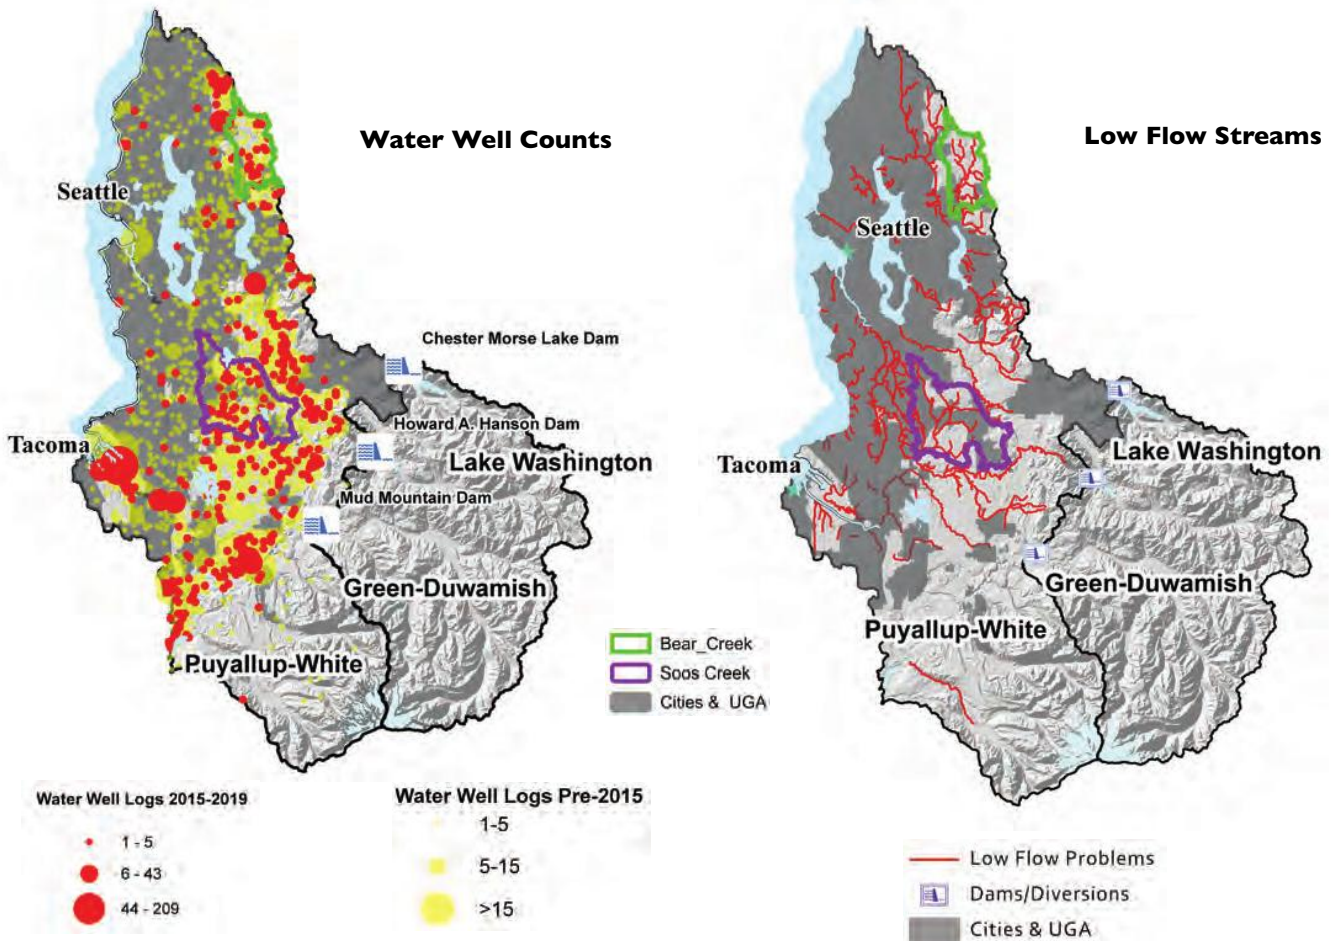 Water Well Counts
Seattle
Chester Morse Lake Dam
Howard A. Hanson Dam
Tacoma
Lake Washington
Mud Mountain Dam
Green-Duwamish
Puyallup-White
Bear_Creek
Soos Creek
Cities & UGA
Water Well Logs 2015-2019
1 - 5
6 - 43
44 - 209
Water Well Logs Pre-2015
1-5
5-15
>15
Low Flow Streams
Seattle
Tacoma
Lake Washington
Green-Duwamish
Puyallup-White
Low Flow Problems
Dams/Diversions
Cities & UGA